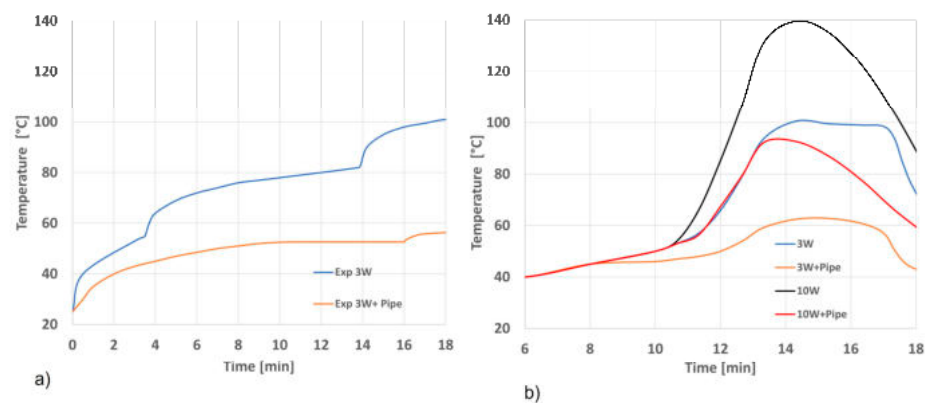 140
120
100
80
60
40
20
Temperature [°C]
0 2 4 6 8 10 12 14 16 18
Time [min]
Exp 3W
Exp 3W+ Pipe
a)
140
120
100
80
60
40
20
Temperature [°C]
6 8 10 12 14 16 18
Time [min]
3W
3W+Pipe
10W
10W+Pipe
b)